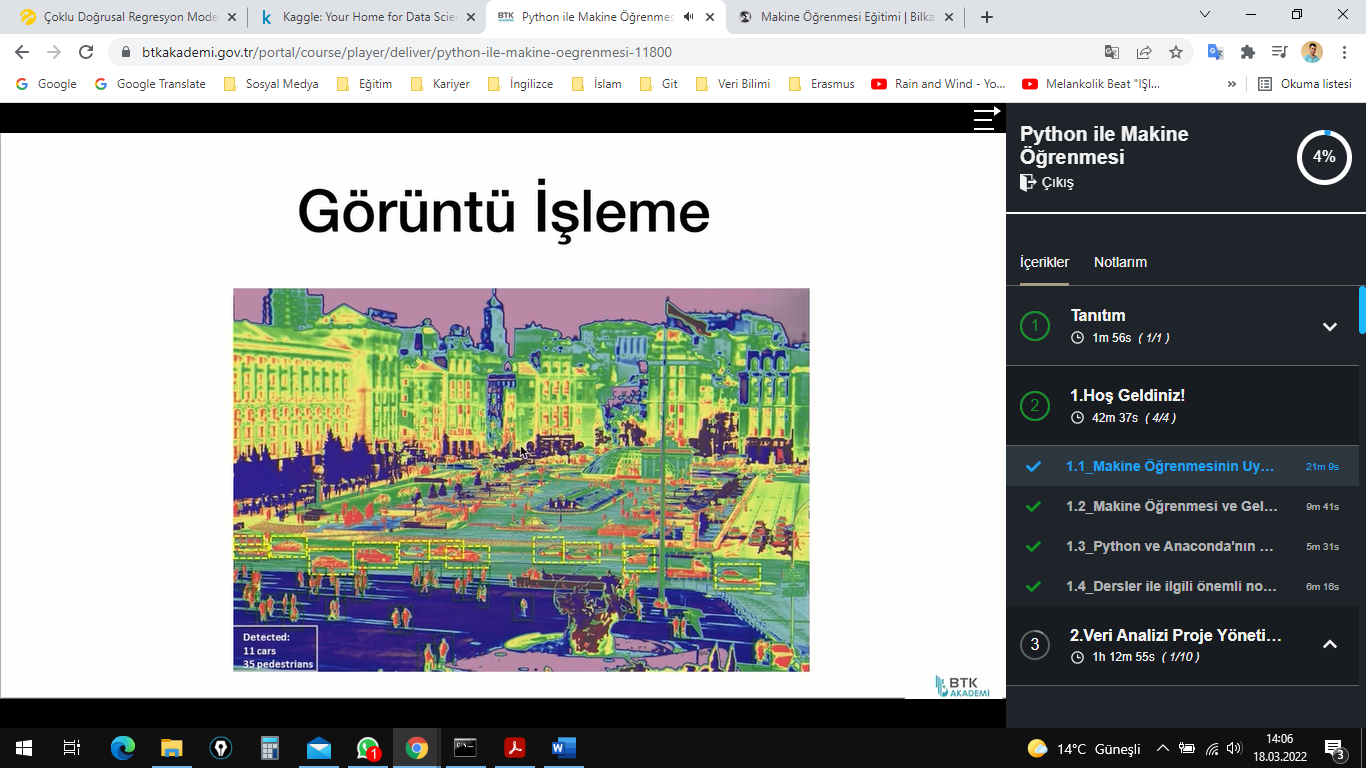 Çoklu Doğrusal Regresyon Mode
Kaggle: Your Home for Data Scien
Python ile Makine Öğrenmes
Makine Öğrenmesi Eğitimi | Bilka
btkakademi.gov.tr/portal/course/player/deliver/python-ile-makine-oegrenmesi-11800
Google
Google Translate
Sosyal Medya
Eğitim
Kariyer
İngilizce
İslam
Git
Veri Bilimi
Erasmus
Rain and Wind - Yo...
Melankolik Beat "IŞI...
»
Okuma listesi
Görüntü İşleme
Detected:
11 cars
35 pedestrians
BTK
AKADEMİ
Python ile Makine
Öğrenmesi
4%
Çıkış
İçerikler
Notlarım
1
Tanıtım
1m 56s ( 1/1 )
2
1.Hoş Geldiniz!
42m 37s ( 4/4 )
1.1_Makine Öğrenmesinin Uy...
21m 9s
1.2_Makine Öğrenmesi ve Gel...
9m 41s
1.3_Python ve Anaconda'nın ...
5m 31s
1.4_Dersler ile ilgili önemli no...
6m 16s
3
2.Veri Analizi Proje Yöneti...
1h 12m 55s ( 1/10 )
1
14°C Güneşli
14:06
18.03.2022
3